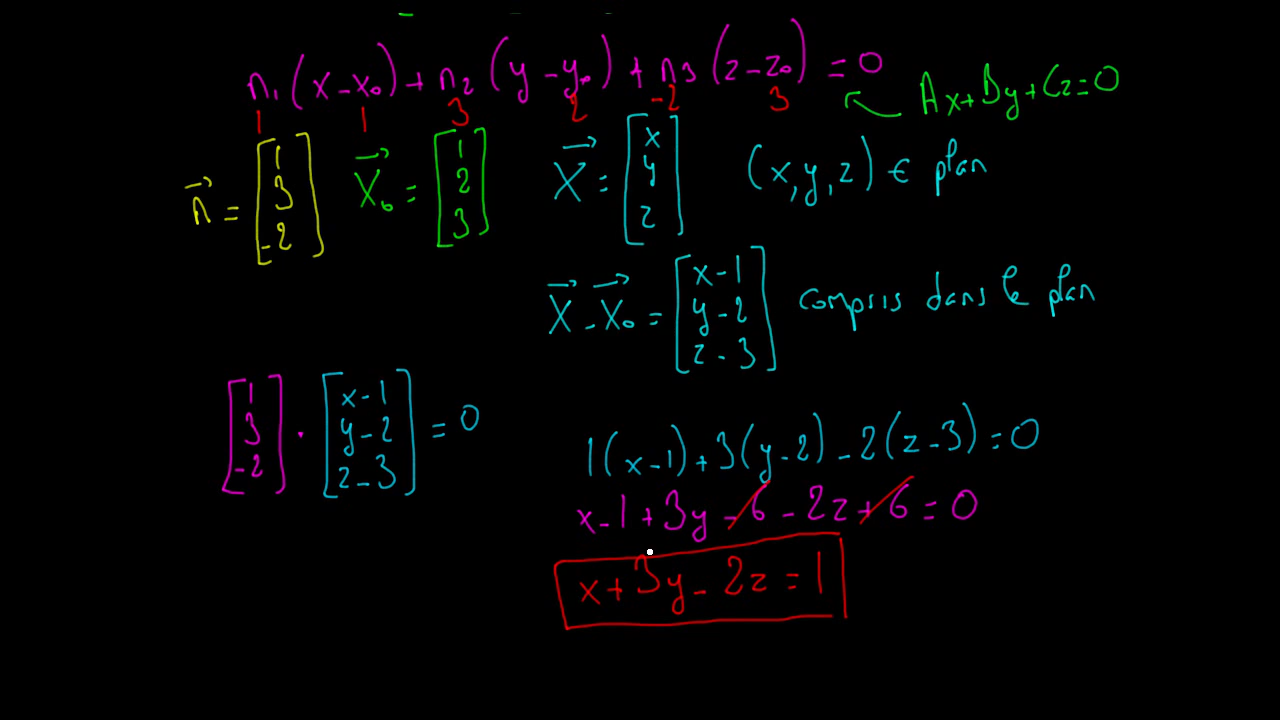 n₁(x-x₀)+n₂(y-y₀)+n₃(z-z₀)=0
Ax+By+Cz=0
1 1 3 2 -2 3
n⃗ = [1 3 -2]
X⃗₀ = [1 2 3]
X⃗ = [x y z]
(x,y,z) ∈ plan
X⃗ - X⃗₀ = [x-1 y-2 z-3] compris dans le plan
[1 3 -2] · [x-1 y-2 z-3] = 0
1(x-1)+3(y-2)-2(z-3)=0
x-1+3y-6-2z+6=0
x+3y-2z=1